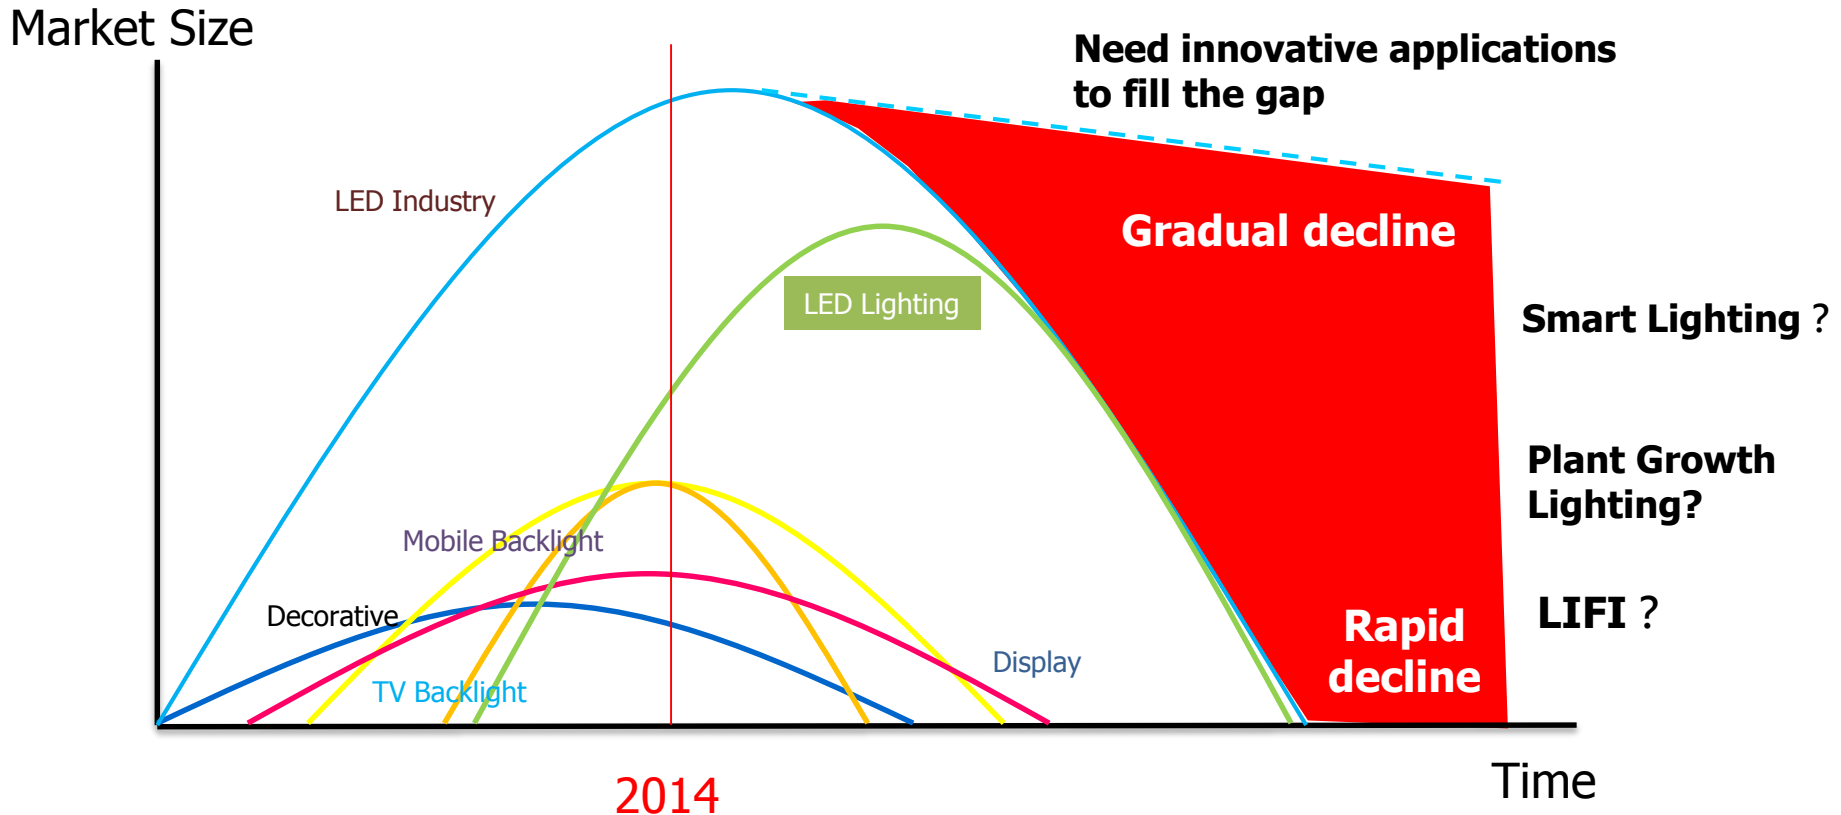 Market Size
Need innovative applications
to fill the gap
LED Industry
Gradual decline
LED Lighting
Smart Lighting ?
Plant Growth
Lighting?
Mobile Backlight
Decorative
LIFI ?
Rapid
decline
Display
TV Backlight
Time
2014